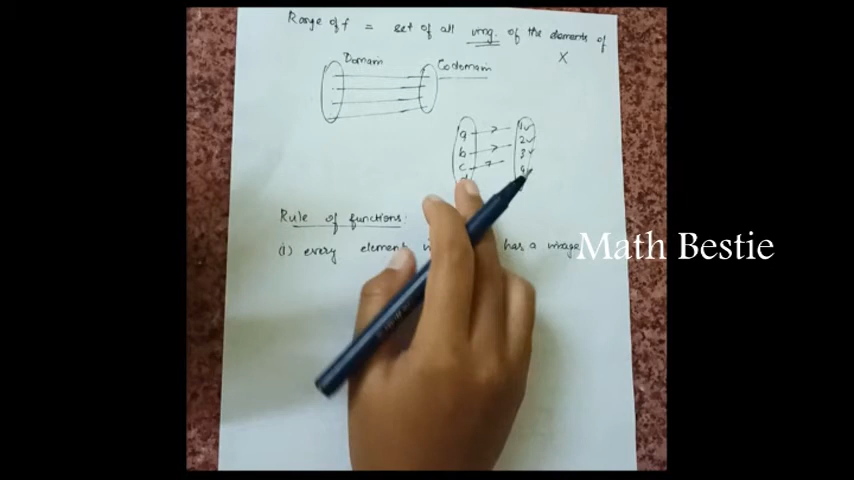 Range of f = set of all img. of the elements of
X
Domain Codomain
a 1
b 2
c 3
d 4
Rule of functions:
(i) every element has a image
Math Bestie